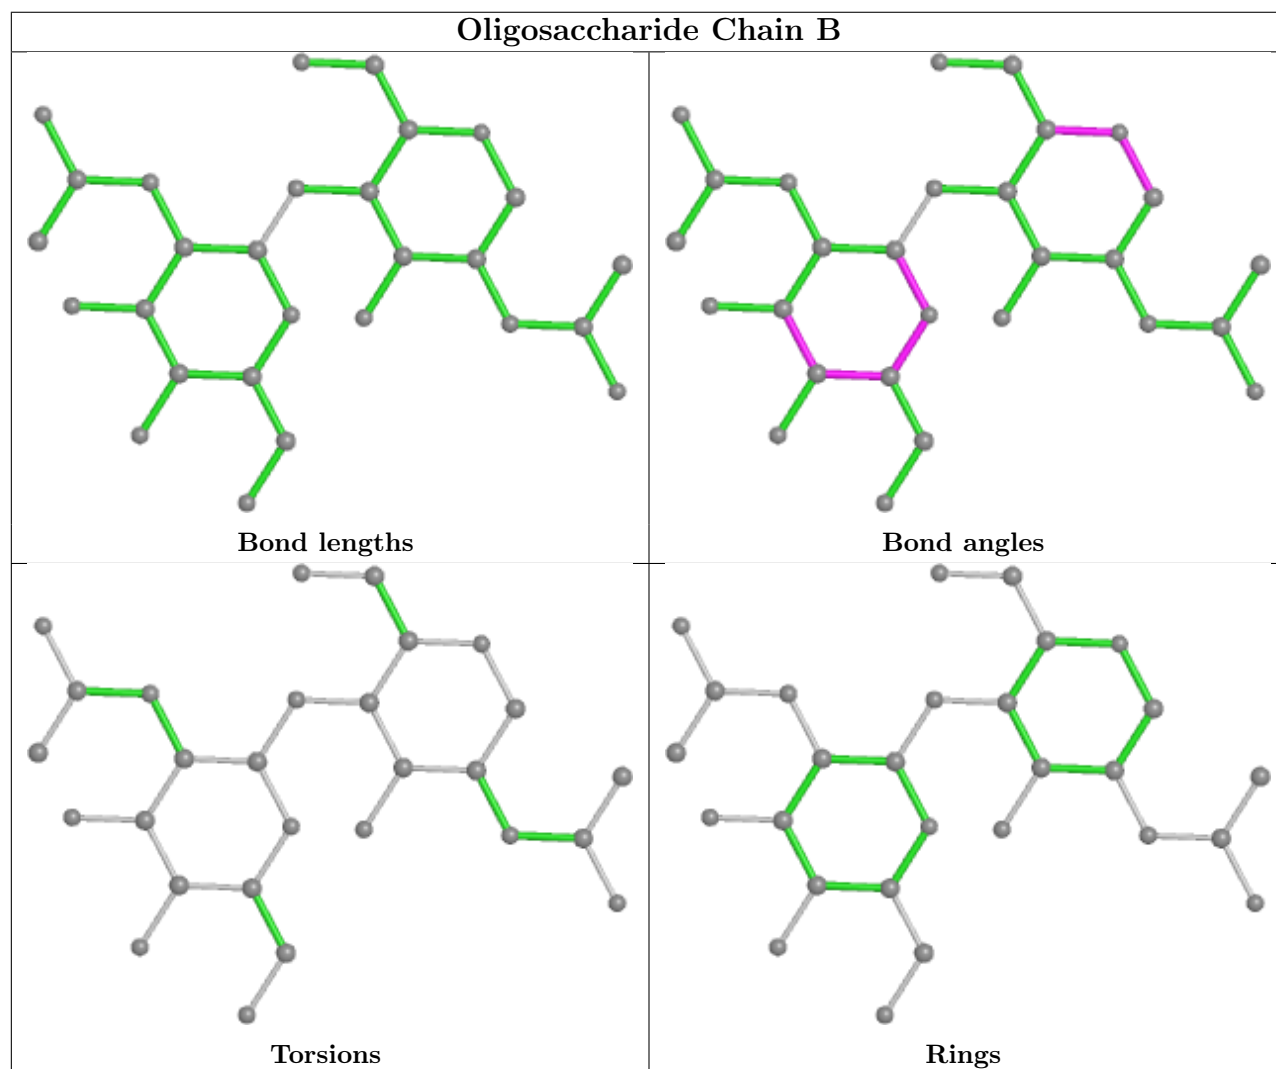 Oligosaccharide Chain B
Bond lengths
Bond angles
Torsions
Rings